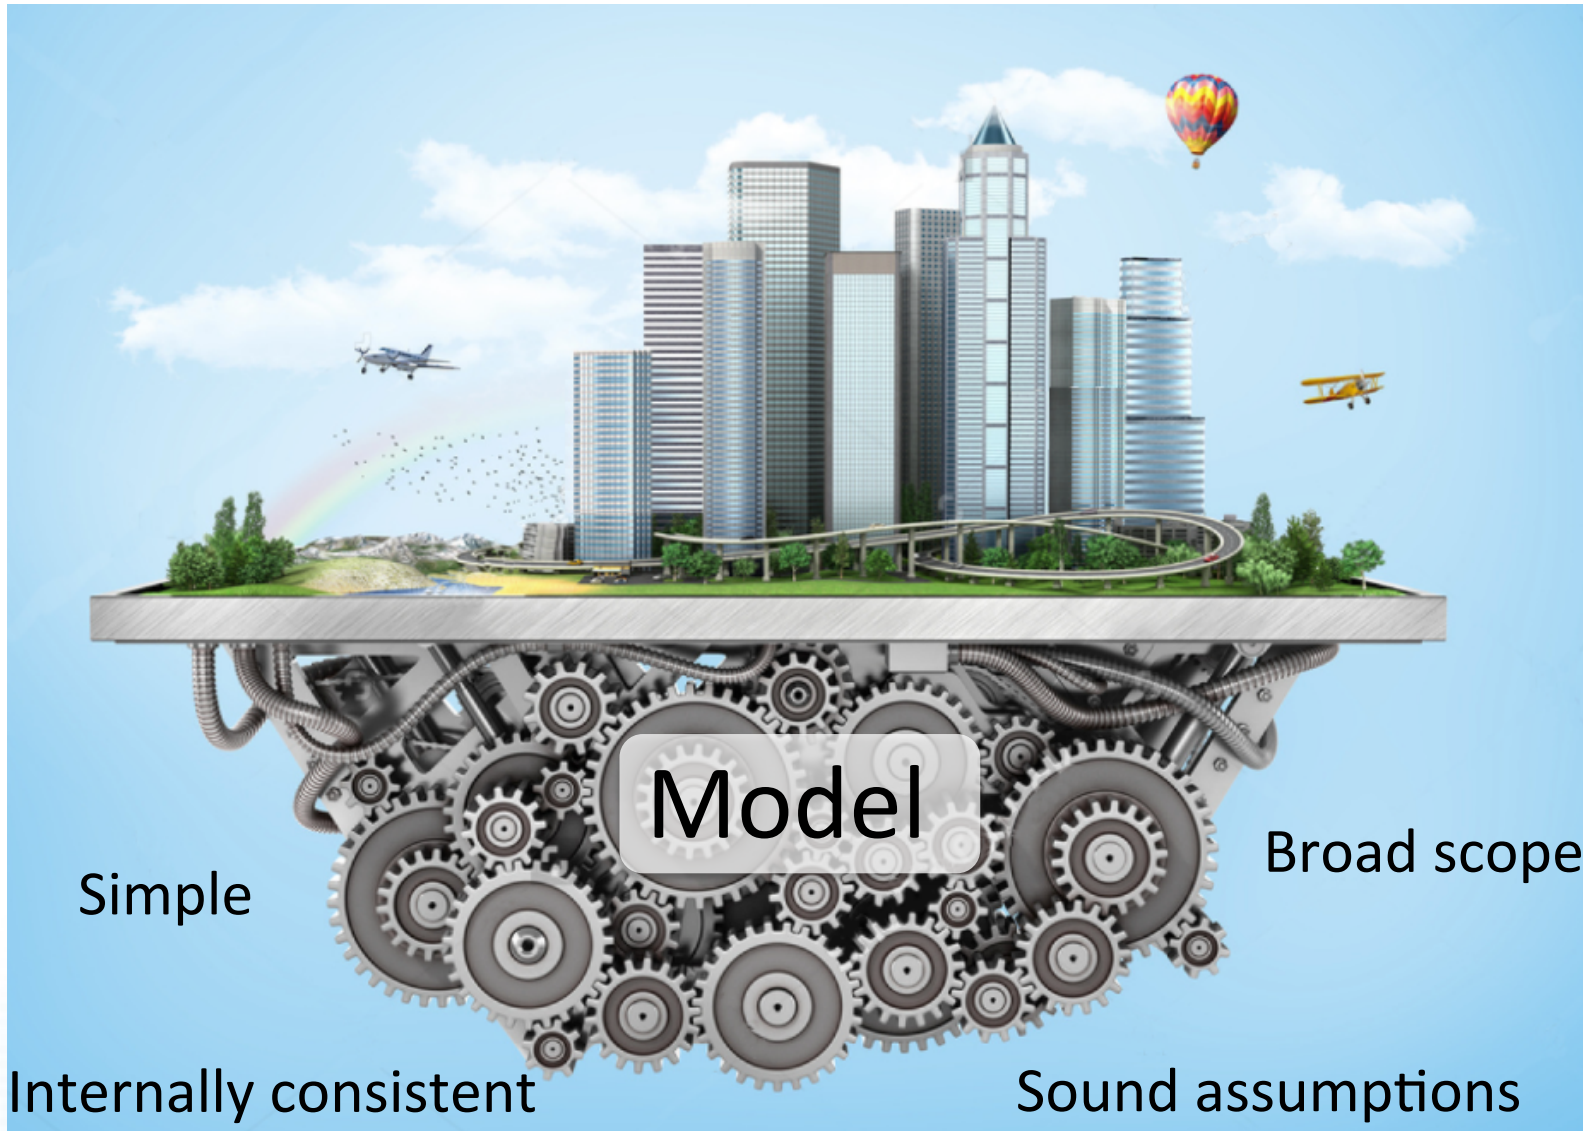 Model
Simple
Broad scope
Internally consistent
Sound assumptions